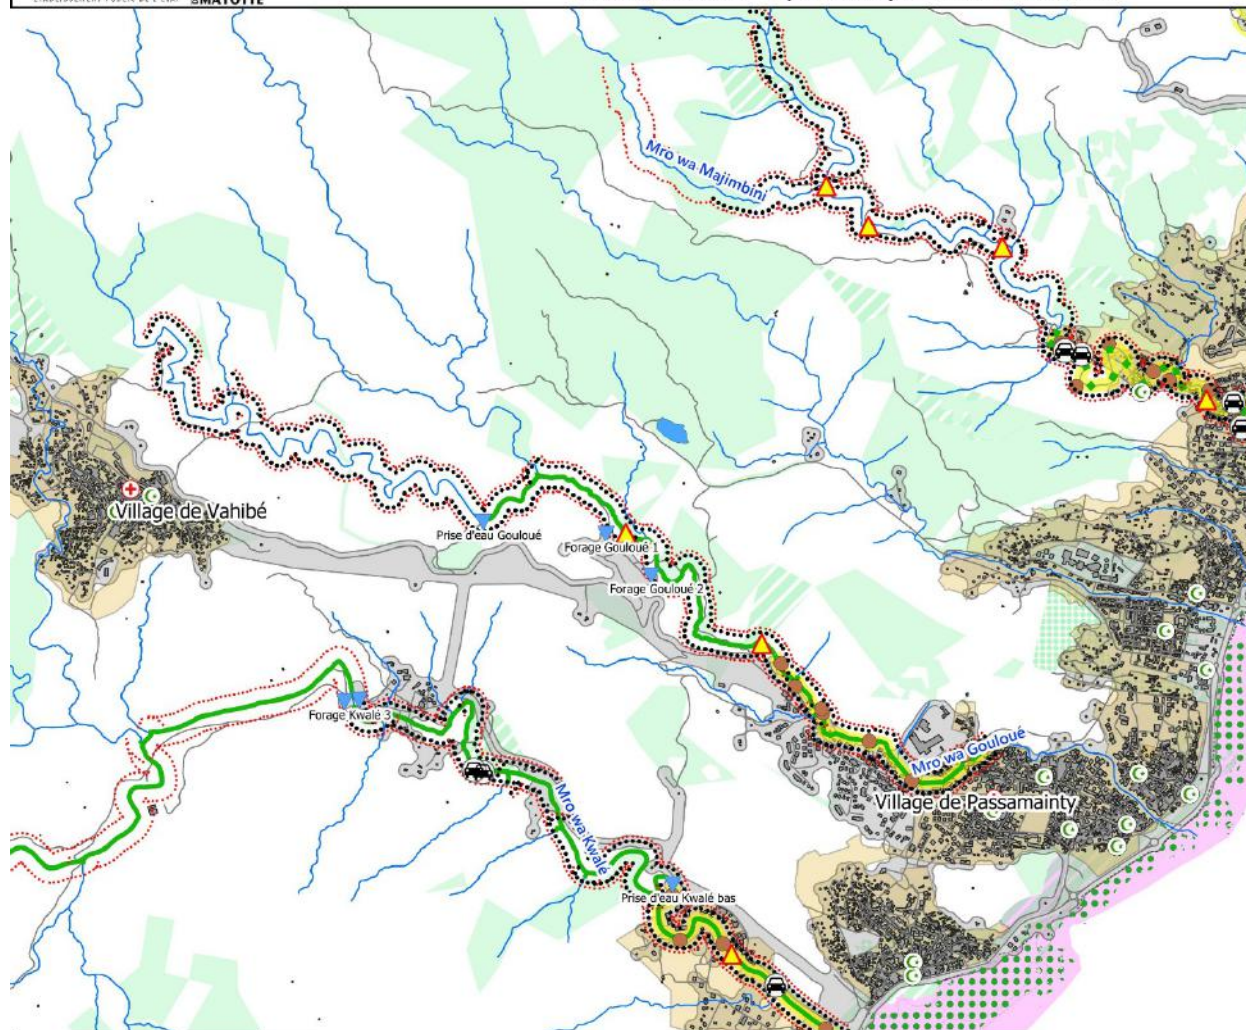 MAYOTTE
Mro wa Majimbini
Village de Vahibé
Prise d'eau Gouloué
Forage Gouloué 1
Forage Gouloué 2
Forage Kwalé 3
Mro wa Gouloué
Village de Passamainty
Mro wa Kwalé
Prise d'eau Kwalé bas